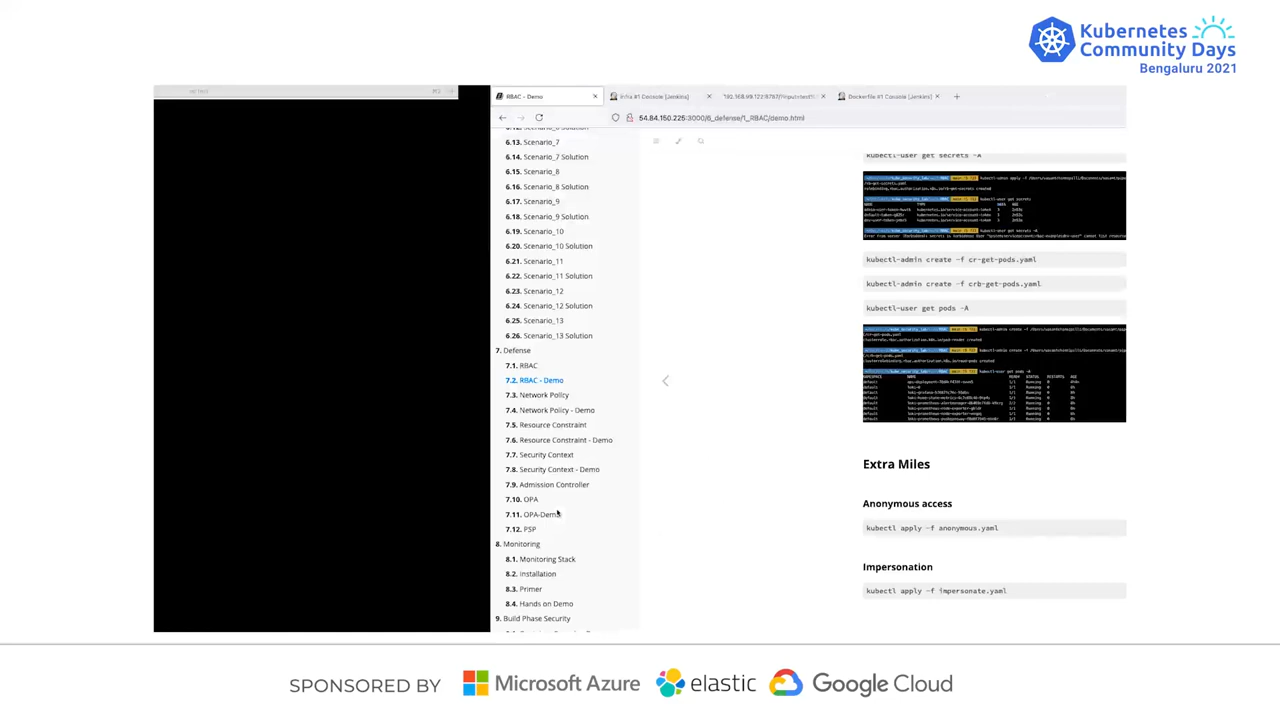 Kubernetes
Community Days
Bengaluru 2021
RBAC - Demo
Infra #1 Console [Jenkins]
Dockerfile #1 Console [Jenkins]
54.84.150.225:3000/6_defense/1_RBAC/demo.html
6.13. Scenario_7
6.14. Scenario_7 Solution
6.15. Scenario_8
6.16. Scenario_8 Solution
6.17. Scenario_9
6.18. Scenario_9 Solution
6.19. Scenario_10
6.20. Scenario_10 Solution
6.21. Scenario_11
6.22. Scenario_11 Solution
6.23. Scenario_12
6.24. Scenario_12 Solution
6.25. Scenario_13
6.26. Scenario_13 Solution
7. Defense
7.1. RBAC
7.2. RBAC - Demo
7.3. Network Policy
7.4. Network Policy - Demo
7.5. Resource Constraint
7.6. Resource Constraint - Demo
7.7. Security Context
7.8. Security Context - Demo
7.9. Admission Controller
7.10. OPA
7.11. OPA-Demo
7.12. PSP
8. Monitoring
8.1. Monitoring Stack
8.2. Installation
8.3. Primer
8.4. Hands on Demo
9. Build Phase Security
kubectl-user get secrets -A
kubectl-admin create -f cr-get-pods.yaml
kubectl-admin create -f crb-get-pods.yaml
kubectl-user get pods -A
Extra Miles
Anonymous access
kubectl apply -f anonymous.yaml
Impersonation
kubectl apply -f impersonate.yaml
SPONSORED BY
Microsoft Azure
elastic
Google Cloud